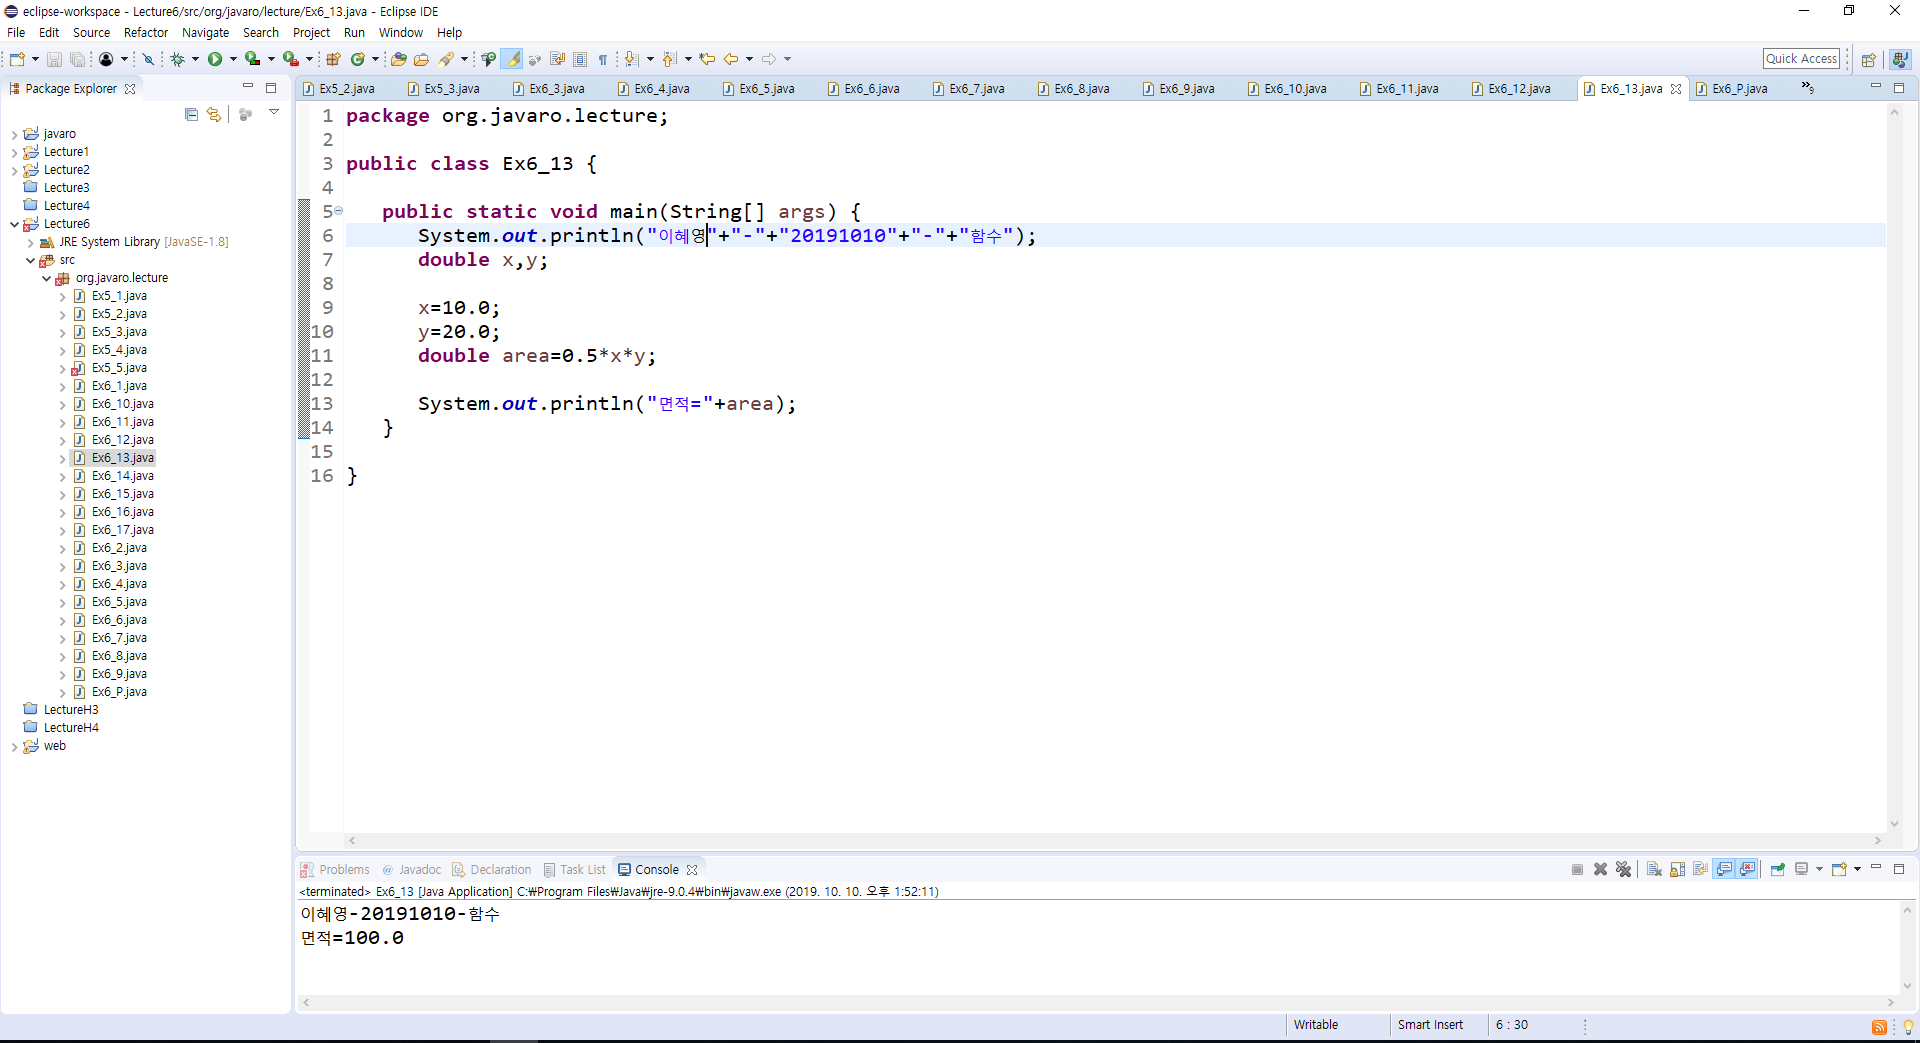 eclipse-workspace - Lecture6/src/org/javaro/lecture/Ex6_13.java - Eclipse IDE
File Edit Source Refactor Navigate Search Project Run Window Help
Quick Access
Package Explorer
Ex5_2.java Ex5_3.java Ex6_3.java Ex6_4.java Ex6_5.java Ex6_6.java Ex6_7.java Ex6_8.java Ex6_9.java Ex6_10.java Ex6_11.java Ex6_12.java Ex6_13.java Ex6_P.java »9
javaro
Lecture1
Lecture2
Lecture3
Lecture4
Lecture6
JRE System Library [JavaSE-1.8]
src
org.javaro.lecture
Ex5_1.java
Ex5_2.java
Ex5_3.java
Ex5_4.java
Ex5_5.java
Ex6_1.java
Ex6_10.java
Ex6_11.java
Ex6_12.java
Ex6_13.java
Ex6_14.java
Ex6_15.java
Ex6_16.java
Ex6_17.java
Ex6_2.java
Ex6_3.java
Ex6_4.java
Ex6_5.java
Ex6_6.java
Ex6_7.java
Ex6_8.java
Ex6_9.java
Ex6_P.java
LectureH3
LectureH4
web
1 package org.javaro.lecture;
2
3 public class Ex6_13 {
4
5 public static void main(String[] args) {
6 System.out.println("이혜영"+"-"+"20191010"+"-"+"함수");
7 double x,y;
8
9 x=10.0;
10 y=20.0;
11 double area=0.5*x*y;
12
13 System.out.println("면적="+area);
14 }
15
16 }
Problems @ Javadoc Declaration Task List Console
<terminated> Ex6_13 [Java Application] C:₩Program Files₩Java₩jre-9.0.4₩bin₩javaw.exe (2019. 10. 10. 오후 1:52:11)
이혜영-20191010-함수
면적=100.0
Writable Smart Insert 6 : 30